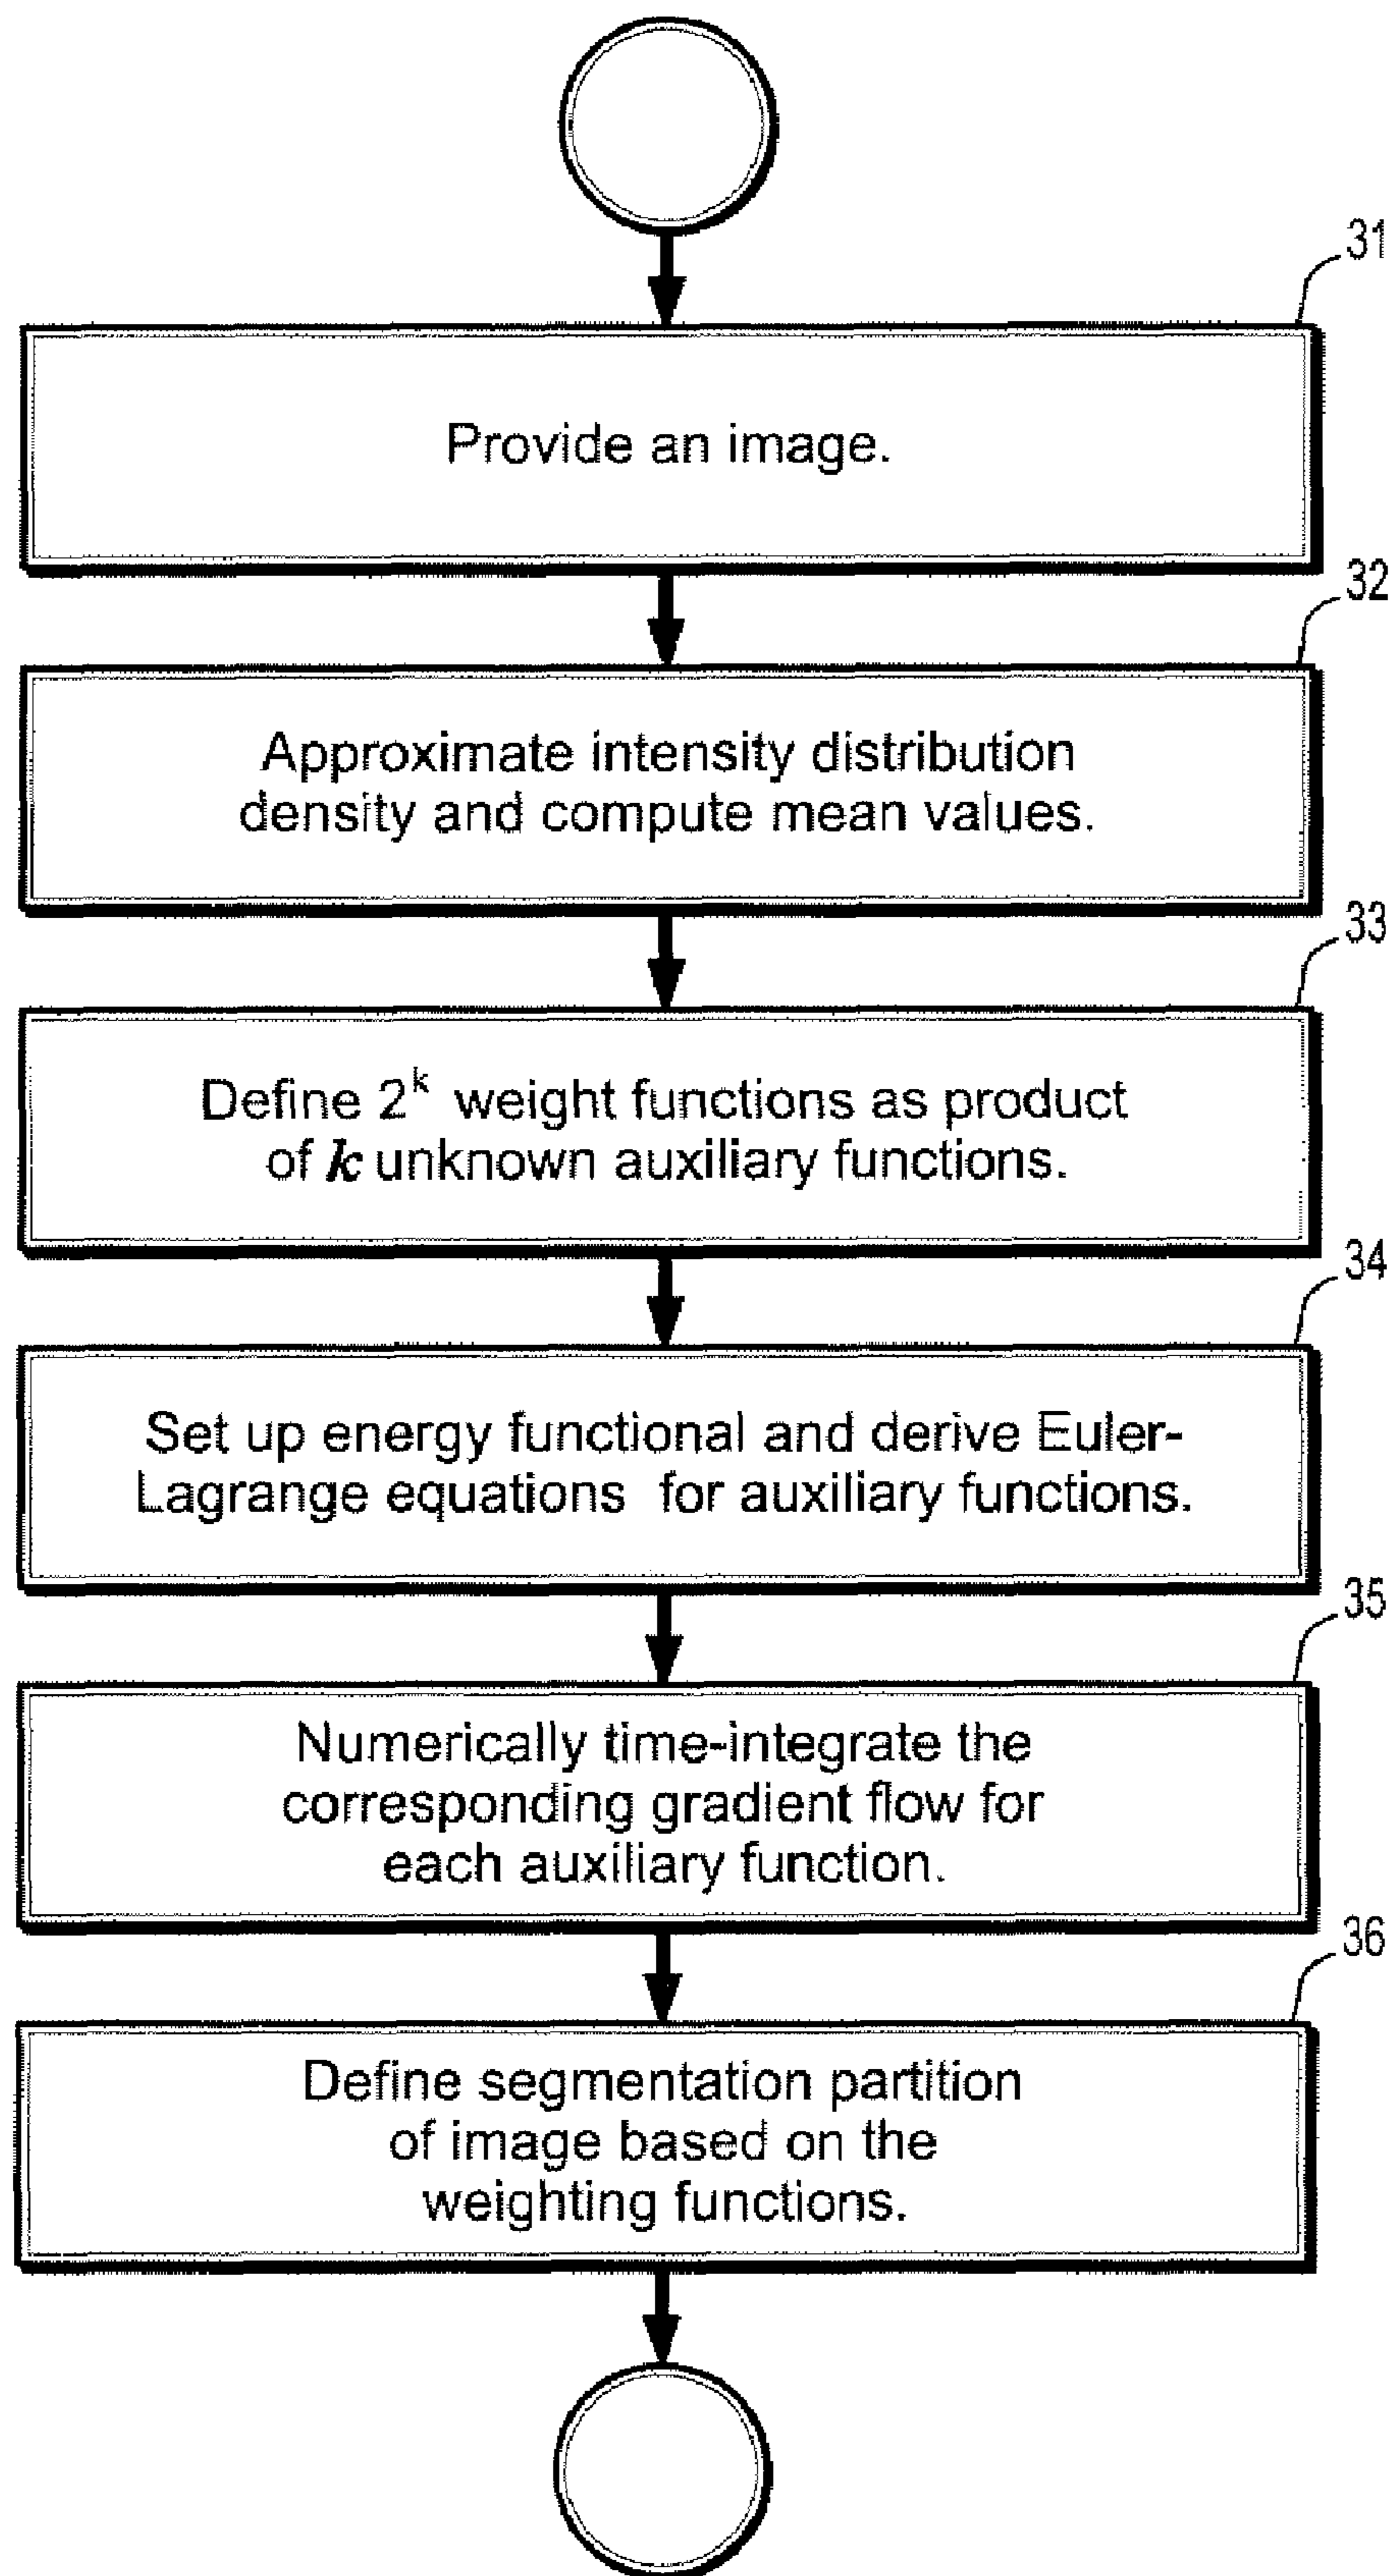 31
Provide an image.
32
Approximate intensity distribution
density and compute mean values.
33
Define 2^k weight functions as product
of k unknown auxiliary functions.
34
Set up energy functional and derive Euler-
Lagrange equations for auxiliary functions.
35
Numerically time-integrate the
corresponding gradient flow for
each auxiliary function.
36
Define segmentation partition
of image based on the
weighting functions.